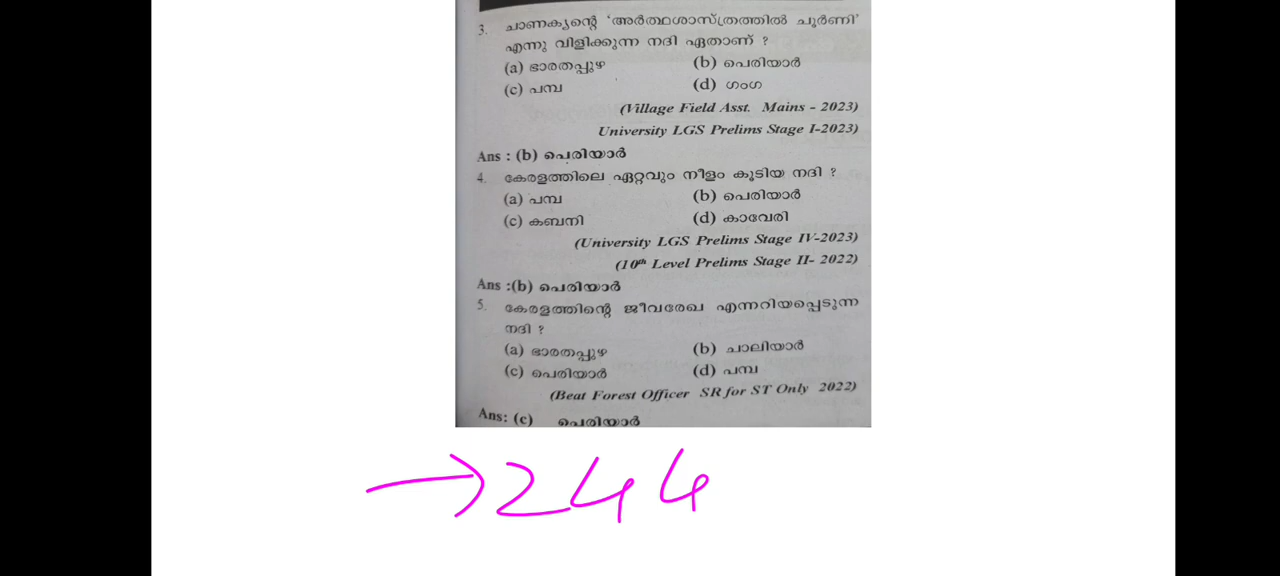 3. ചാണക്യന്റെ 'അർത്ഥശാസ്ത്രത്തിൽ ചൂർണി'
എന്നു വിളിക്കുന്ന നദി ഏതാണ് ?
(a) ഭാരതപ്പുഴ (b) പെരിയാർ
(c) പമ്പ (d) ഗംഗ
(Village Field Asst. Mains - 2023)
University LGS Prelims Stage I-2023)
Ans : (b) പെരിയാർ
4. കേരളത്തിലെ ഏറ്റവും നീളം കൂടിയ നദി ?
(a) പമ്പ (b) പെരിയാർ
(c) കബനി (d) കാവേരി
(University LGS Prelims Stage IV-2023)
(10th Level Prelims Stage II- 2022)
Ans :(b) പെരിയാർ
5. കേരളത്തിന്റെ ജീവരേഖ എന്നറിയപ്പെടുന്ന
നദി ?
(a) ഭാരതപ്പുഴ (b) ചാലിയാർ
(c) പെരിയാർ (d) പമ്പ
(Beat Forest Officer SR for ST Only 2022)
Ans: (c) പെരിയാർ
→244